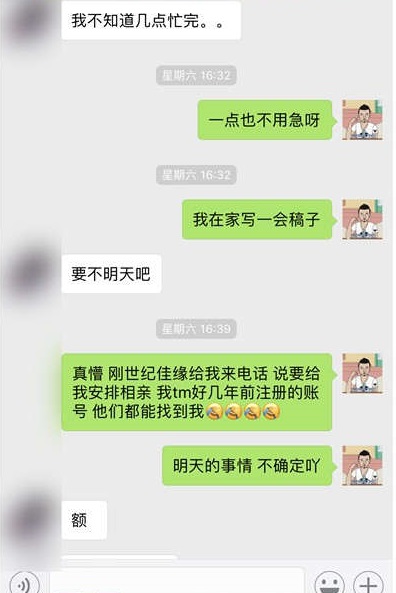 我不知道几点忙完。。
星期六 16:32
一点也不用急呀
星期六 16:32
我在家写一会稿子
要不明天吧
星期六 16:39
真懵 刚世纪佳缘给我来电话 说要给
我安排相亲 我tm好几年前注册的账
号 他们都能找到我
明天的事情 不确定吖
额